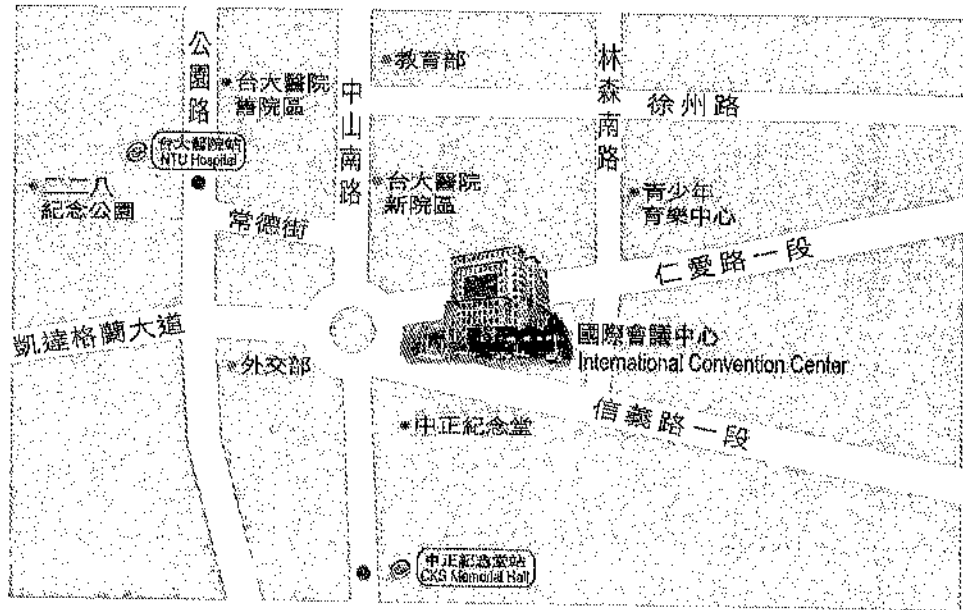 公園路
台大醫院
舊院區
中山南路
教育部
林森南路
徐州路
台大醫院站
NTU Hospital
二二八
紀念公園
常德街
台大醫院
新院區
青少年
育樂中心
仁愛路一段
凱達格蘭大道
外交部
國際會議中心
International Convention Center
信義路一段
中正紀念堂
中正紀念堂站
CKS Memorial Hall